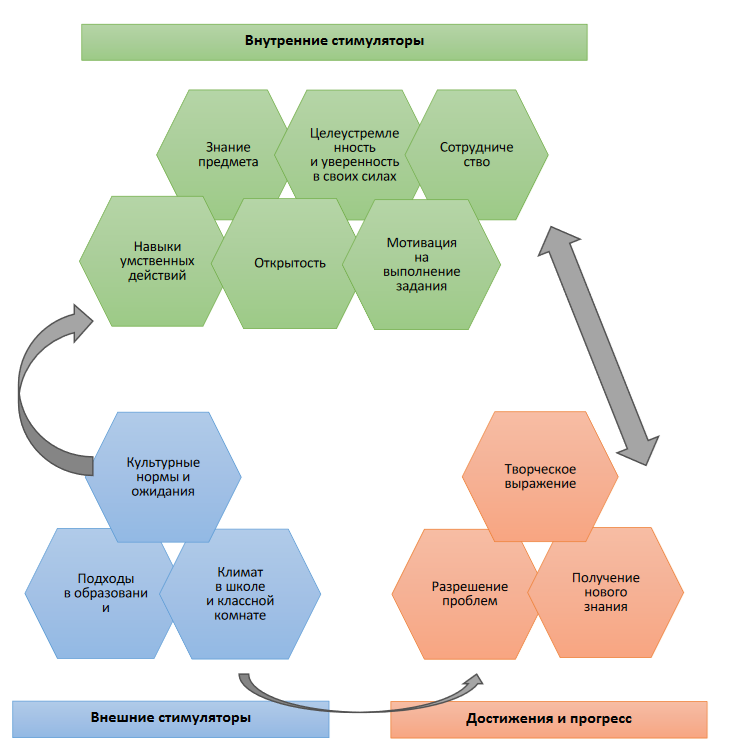 Внутренние стимуляторы
Знание
предмета
Целеустремле
нность
и уверенность
в своих силах
Сотрудниче
ство
Навыки
умственных
действий
Открытость
Мотивация
на
выполнение
задания
Культурные
нормы и
ожидания
Подходы
в образовани
и
Климат
в школе
и классной
комнате
Творческое
выражение
Разрешение
проблем
Получение
нового
знания
Внешние стимуляторы
Достижения и прогресс